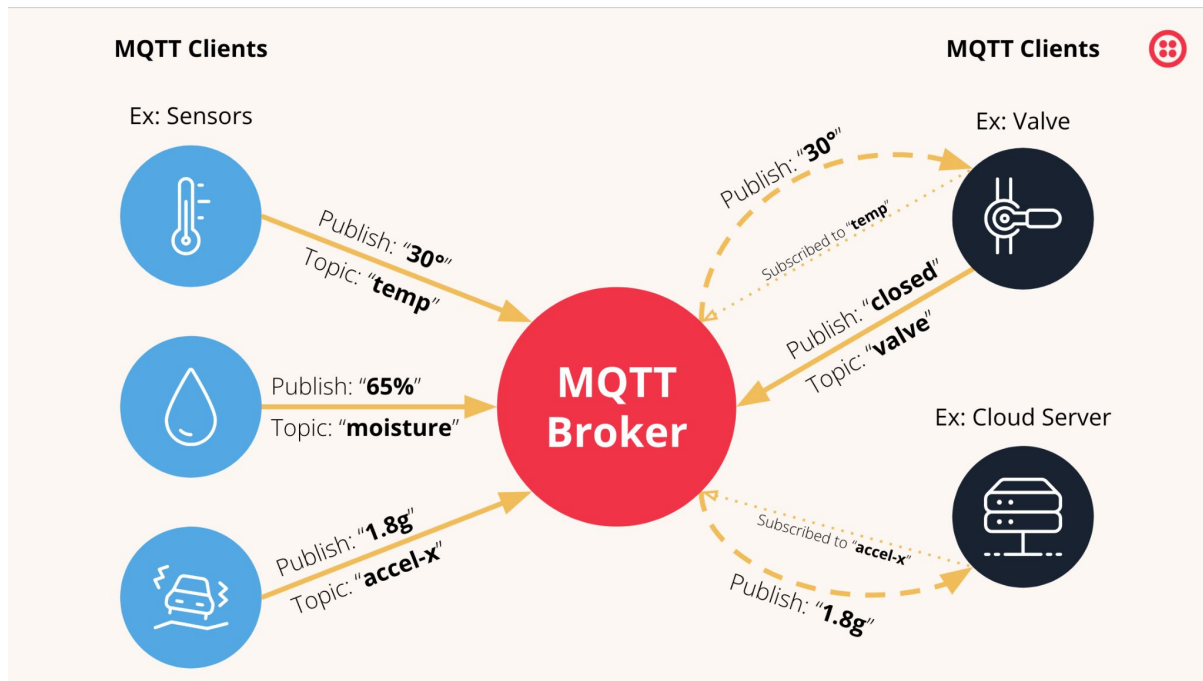 MQTT Clients
MQTT Clients
Ex: Sensors
Ex: Valve
Publish: “30°”
Topic: “temp”
Publish: “30°”
Subscribed to “temp”
Publish: “closed”
Topic: “valve”
Publish: “65%”
Topic: “moisture”
MQTT
Broker
Ex: Cloud Server
Publish: “1.8g”
Topic: “accel-x”
Subscribed to “accel-x”
Publish: “1.8g”